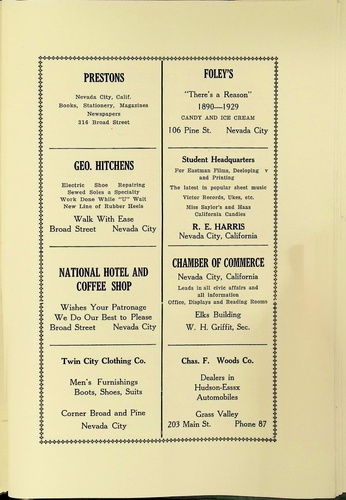 PRESTONS
Nevada City, Calif.
Books, Stationery, Magazines
Newspapers
216 Broad Street
FOLEY'S
"There's a Reason"
1890—1929
CANDY AND ICE CREAM
106 Pine St. Nevada City
GEO. HITCHENS
Electric Shoe Repairing
Sewed Soles a Specialty
Work Done While "U" Wait
New Line of Rubber Heels
Walk With Ease
Broad Street Nevada City
Student Headquarters
For Eastman Films, Deeloping v
and Printing
The latest in popular sheet music
Victor Records, Ukes, etc.
Miss Saylor's and Haas
California Candies
R. E. HARRIS
Nevada City, California
NATIONAL HOTEL AND
COFFEE SHOP
Wishes Your Patronage
We Do Our Best to Please
Broad Street Nevada City
CHAMBER OF COMMERCE
Nevada City, California
Leads in all civic affairs and
all information
Office, Displays and Reading Rooms
Elks Building
W. H. Griffit, Sec.
Twin City Clothing Co.
Men's Furnishings
Boots, Shoes, Suits
Corner Broad and Pine
Nevada City
Chas. F. Woods Co.
Dealers in
Hudson-Essx
Automobiles
Grass Valley
203 Main St. Phone 87